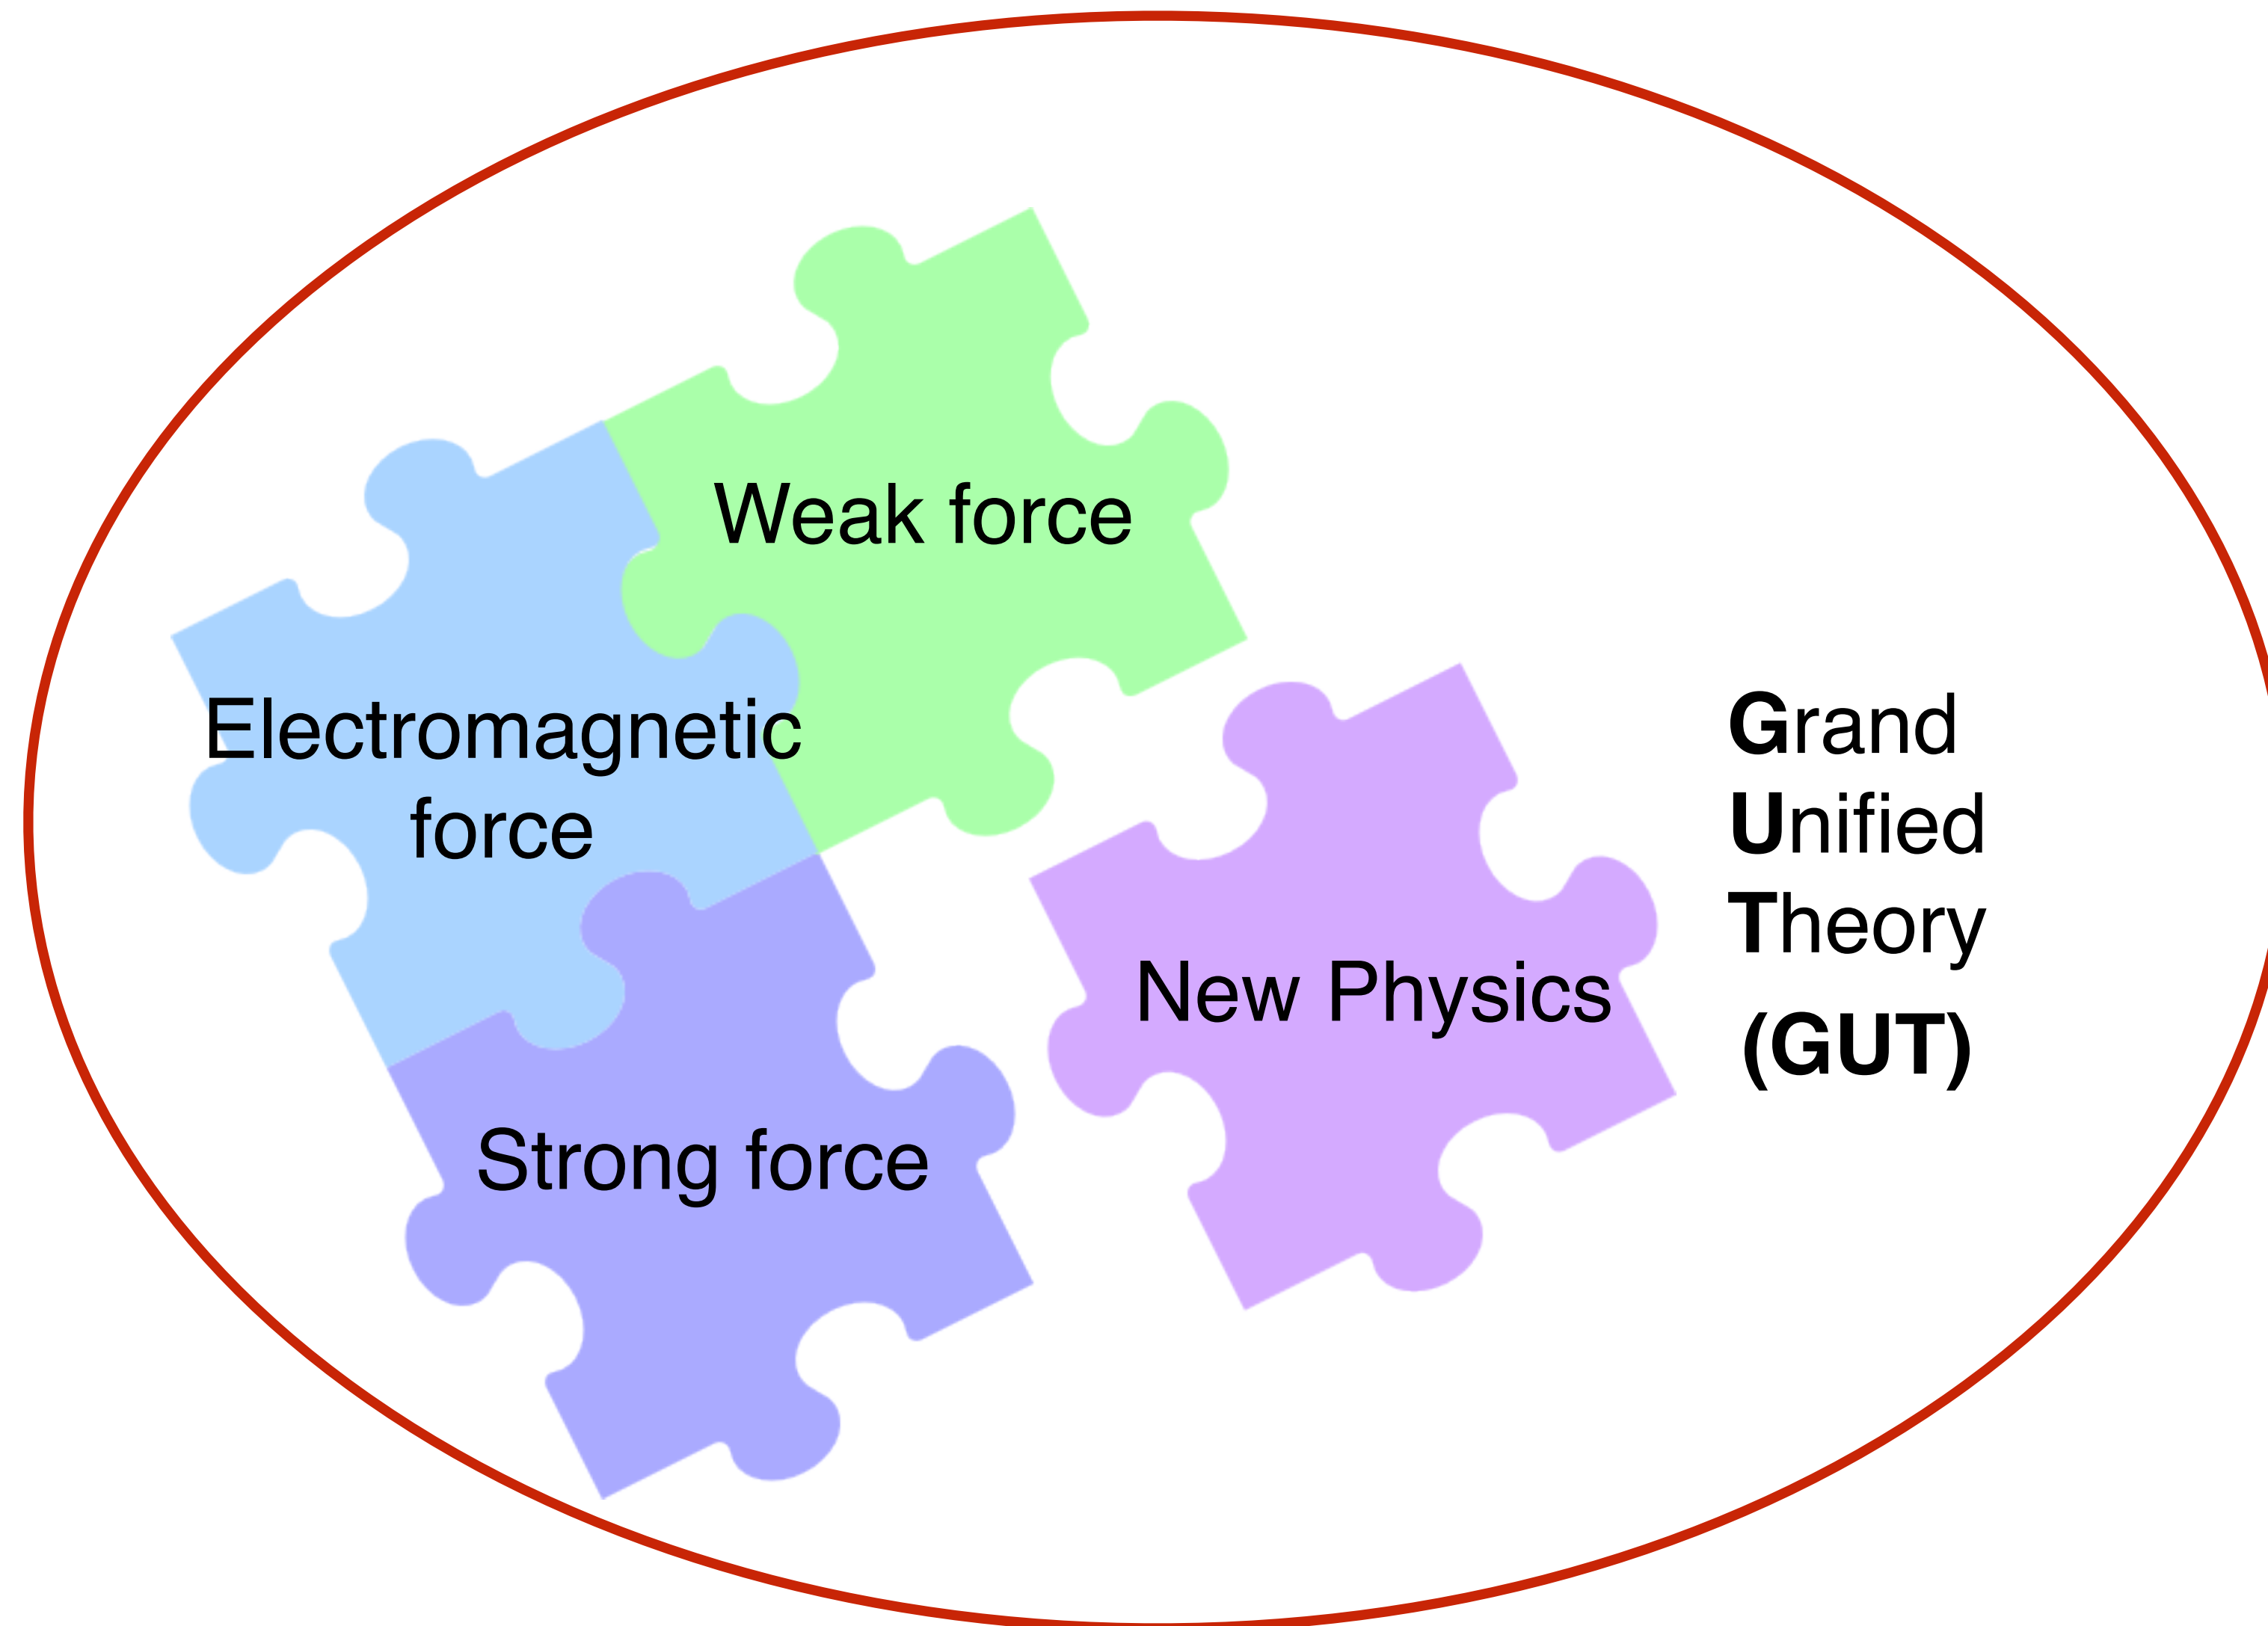 Weak force
Electromagnetic
force
Strong force
New Physics
Grand
Unified
Theory
(GUT)